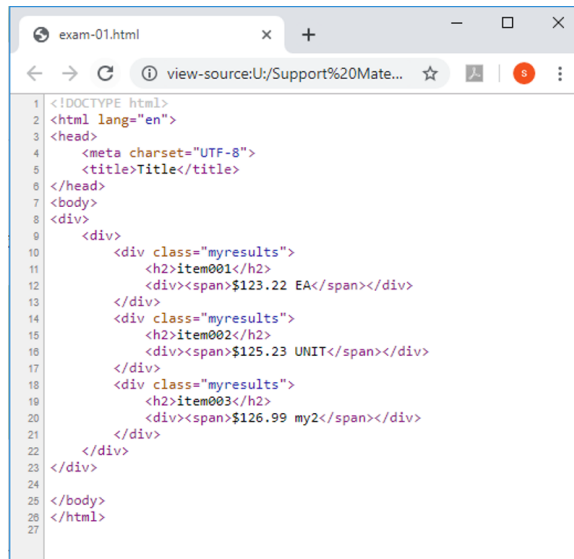 exam-01.html
view-source:U:/Support%20Mate...
S
1 <!DOCTYPE html>
2 <html lang="en">
3 <head>
4 <meta charset="UTF-8">
5 <title>Title</title>
6 </head>
7 <body>
8 <div>
9 <div>
10 <div class="myresults">
11 <h2>item001</h2>
12 <div><span>$123.22 EA</span></div>
13 </div>
14 <div class="myresults">
15 <h2>item002</h2>
16 <div><span>$125.23 UNIT</span></div>
17 </div>
18 <div class="myresults">
19 <h2>item003</h2>
20 <div><span>$126.99 my2</span></div>
21 </div>
22 </div>
23 </div>
24
25 </body>
26 </html>
27